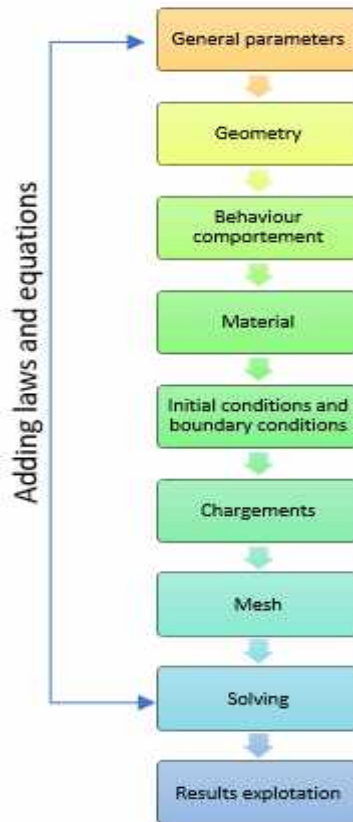 General parameters
Geometry
Behaviour
comportement
Material
Initial conditions and
boundary conditions
Chargements
Mesh
Solving
Results explotation
Adding laws and equations